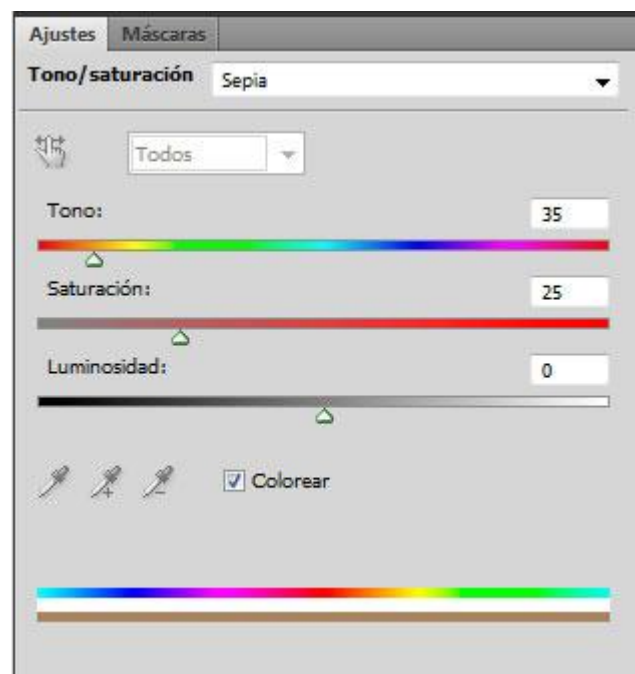 Ajustes Máscaras
Tono/saturación Sepia
Todos
Tono: 35
Saturación: 25
Luminosidad: 0
Colorear